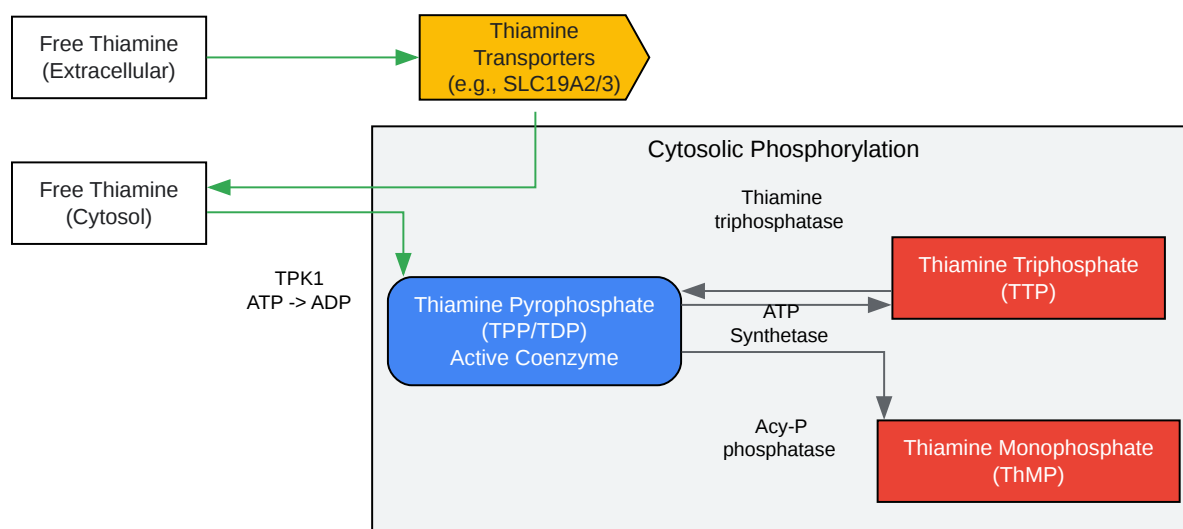 Free Thiamine
(Extracellular)
Thiamine
Transporters
(e.g., SLC19A2/3)
Cytosolic Phosphorylation
Free Thiamine
(Cytosol)
Thiamine
triphosphatase
TPK1
ATP -> ADP
Thiamine Pyrophosphate
(TPP/TDP)
Active Coenzyme
Thiamine Triphosphate
(TTP)
ATP
Synthetase
Acy-P
phosphatase
Thiamine Monophosphate
(ThMP)